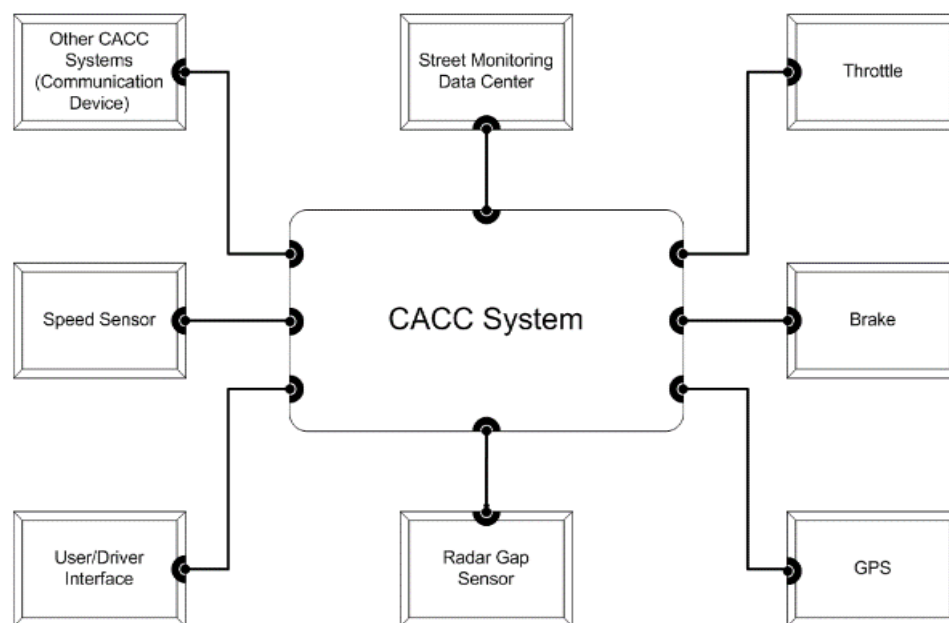 Other CACC
Systems
(Communication
Device)
Street Monitoring
Data Center
Throttle
Speed Sensor
CACC System
Brake
User/Driver
Interface
Radar Gap
Sensor
GPS